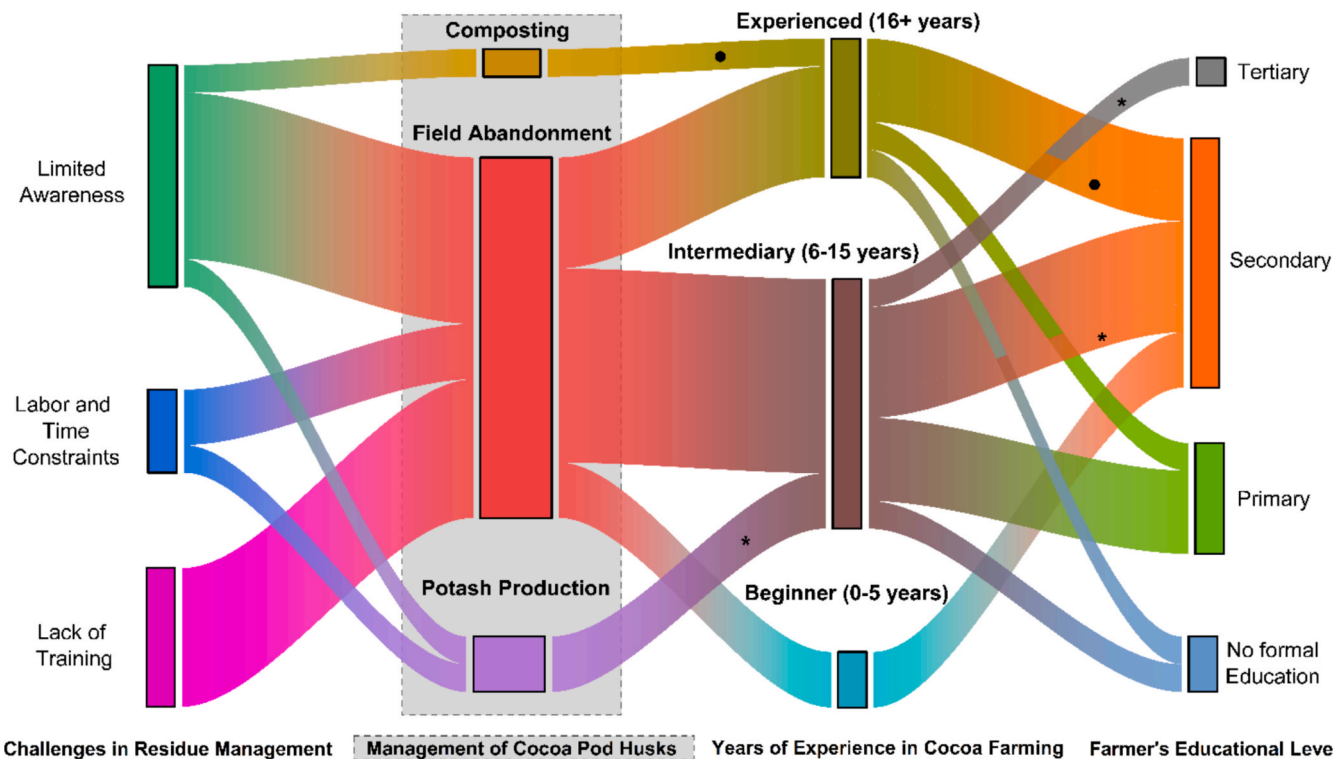 Composting
Experienced (16+ years)
Tertiary
Limited
Awareness
Field Abandonment
Intermediary (6-15 years)
Secondary
Labor and
Time
Constraints
Primary
Potash Production
Beginner (0-5 years)
Lack of
Training
No formal
Education
Challenges in Residue Management
Management of Cocoa Pod Husks
Years of Experience in Cocoa Farming
Farmer's Educational Leve